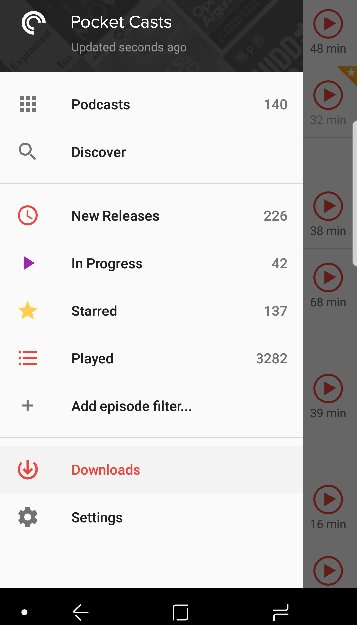 Pocket Casts
Updated seconds ago
Podcasts 140
Discover
New Releases 226
In Progress 42
Starred 137
Played 3282
Add episode filter...
Downloads
Settings
48 min
32 min
38 min
68 min
39 min
16 min